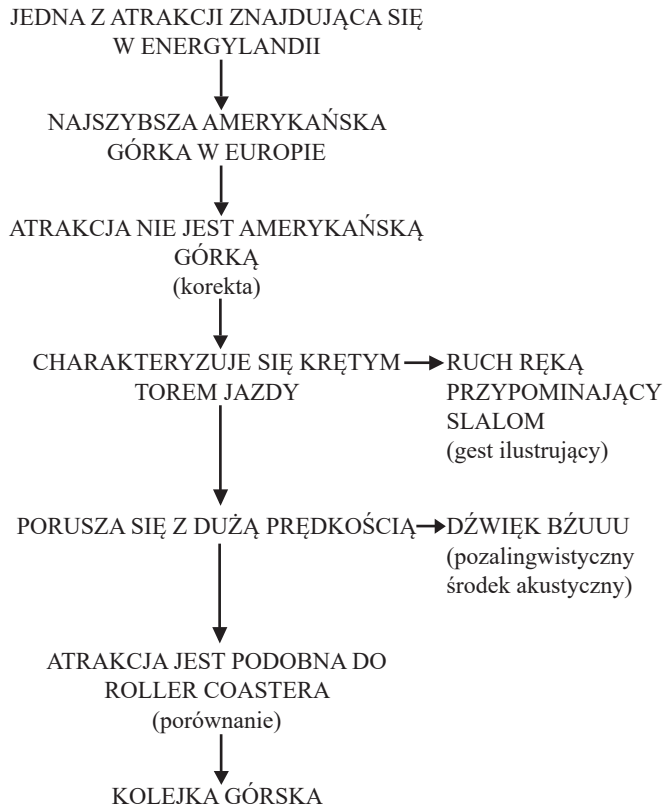 JEDNA Z ATRAKCJI ZNAJDUJĄCA SIĘ
W ENERGYLANDII
NAJSZYBSZA AMERYKAŃSKA
GÓRKA W EUROPIE
ATRAKCJA NIE JEST AMERYKAŃSKĄ
GÓRKĄ
(korekta)
CHARAKTERYZUJE SIĘ KRĘTYM
TOREM JAZDY
RUCH RĘKĄ
PRZYPOMINAJĄCY
SLALOM
(gest ilustrujący)
PORUSZA SIĘ Z DUŻĄ PRĘDKOŚCIĄ
DŹWIĘK BŹUUU
(pozalingwistyczny
środek akustyczny)
ATRAKCJA JEST PODOBNA DO
ROLLER COASTERA
(porównanie)
KOLEJKA GÓRSKA